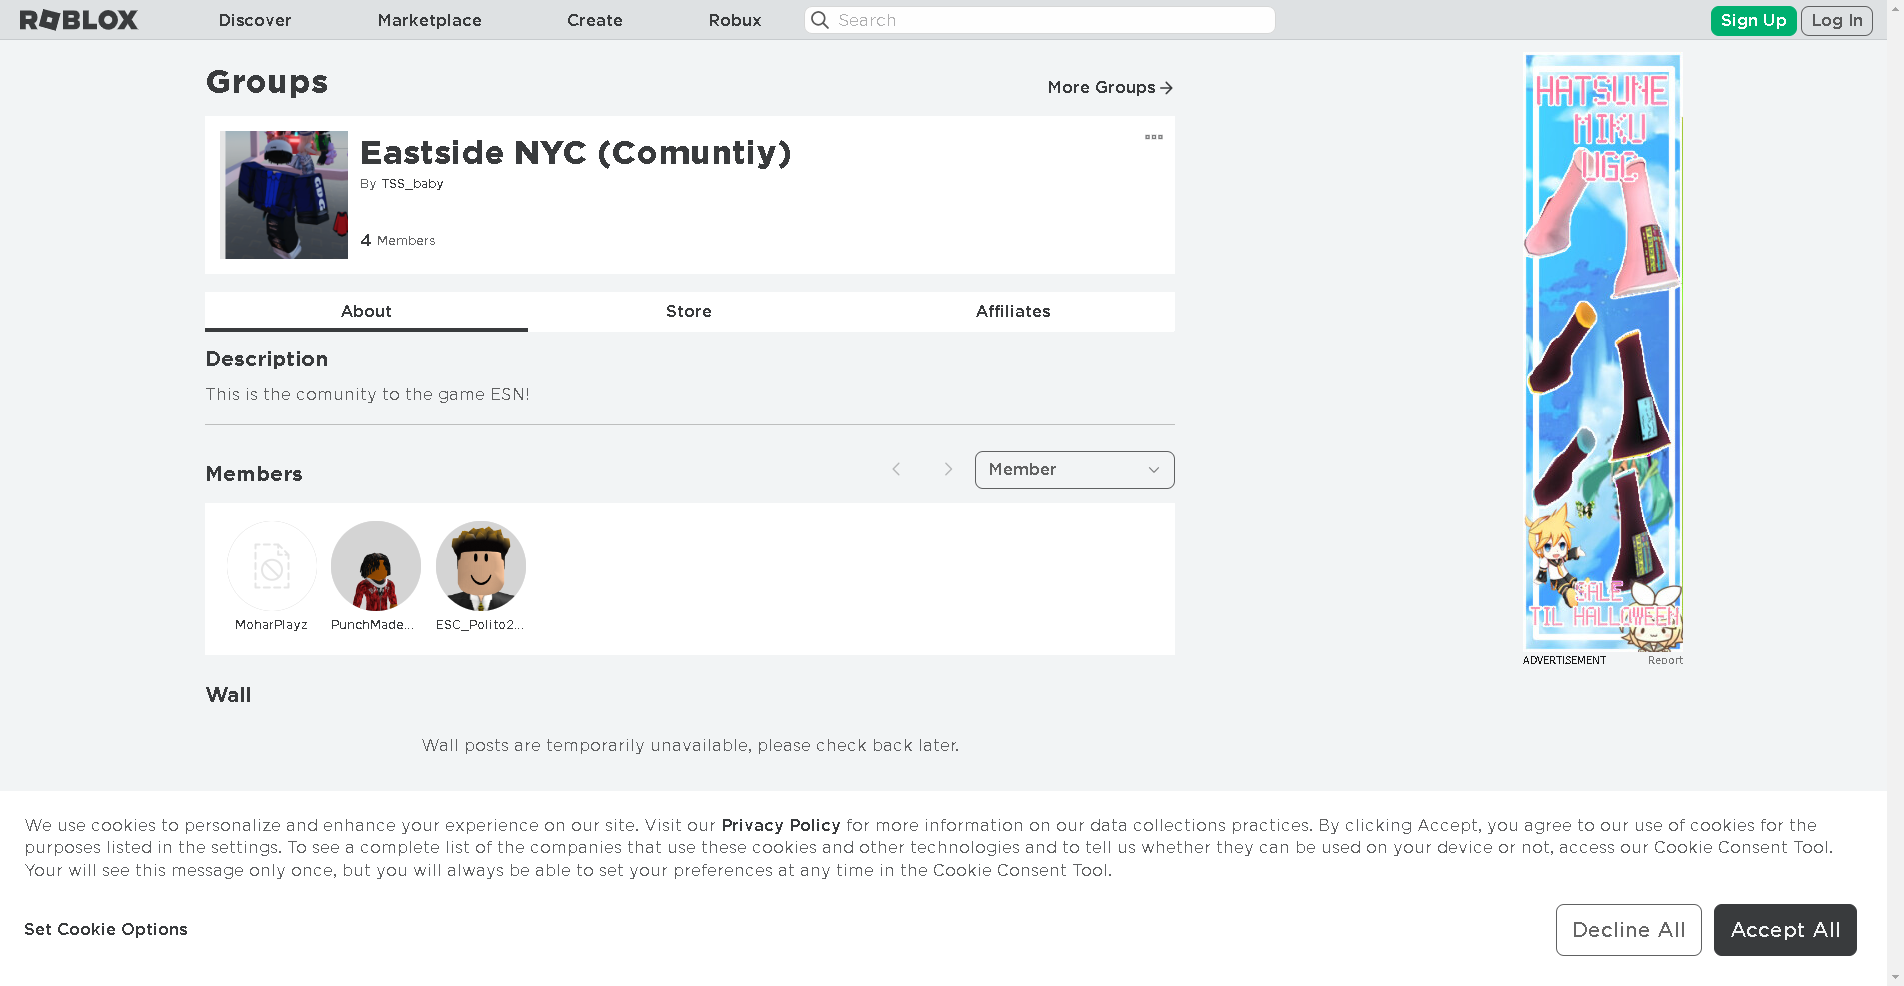 ROBLOX Discover Marketplace Create Robux Search Sign Up Log In
Groups
More Groups
Eastside NYC (Comuntiy)
By TSS_baby
4 Members
About Store Affiliates
Description
This is the comunity to the game ESN!
Members
Member
MoharPlayz PunchMade... ESC_Polito2...
Wall
Wall posts are temporarily unavailable, please check back later.
HATSUNE
MIKU
UGC
SALE
TIL HALLOWEEN
ADVERTISEMENT Report
We use cookies to personalize and enhance your experience on our site. Visit our Privacy Policy for more information on our data collections practices. By clicking Accept, you agree to our use of cookies for the
purposes listed in the settings. To see a complete list of the companies that use these cookies and other technologies and to tell us whether they can be used on your device or not, access our Cookie Consent Tool.
Your will see this message only once, but you will always be able to set your preferences at any time in the Cookie Consent Tool.
Set Cookie Options
Decline All
Accept All